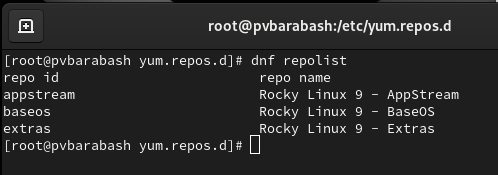 root@pvbarabash:/etc/yum.repos.d
[root@pvbarabash yum.repos.d]# dnf repolist
repo id                         repo name
appstream                       Rocky Linux 9 - AppStream
baseos                          Rocky Linux 9 - BaseOS
extras                          Rocky Linux 9 - Extras
[root@pvbarabash yum.repos.d]#